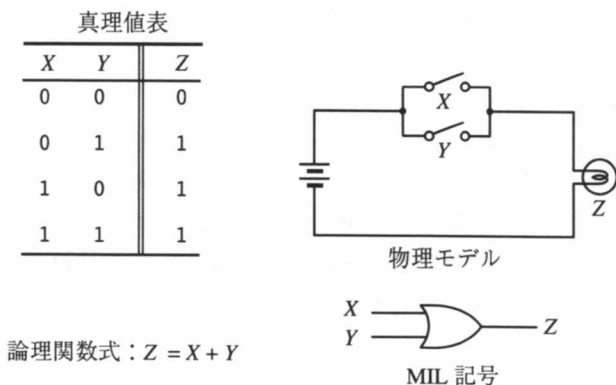 真理値表
X Y Z
0 0 0
0 1 1
1 0 1
1 1 1
X
Y
Z
物理モデル
論理関数式：Z = X + Y
X
Y
Z
MIL 記号